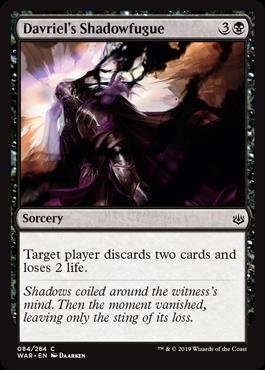 Davriel's Shadowfugue 3
Sorcery
Target player discards two cards and
loses 2 life.
Shadows coiled around the witness's
mind. Then the moment vanished,
leaving only the sting of its loss.
084/264 C
WAR • EN DAARKEN
™ & © 2019 Wizards of the Coast